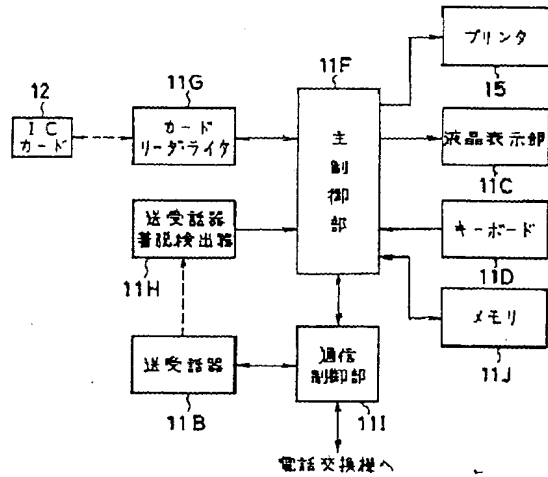 プリンタ
15
11F
11G
12
ICカード
カード
リーダ・ライタ
主制御部
液晶表示部
11C
送受話器
着脱検出器
11H
キーボード
11D
メモリ
11J
送受話器
11B
通信
制御部
11I
電話交換機へ